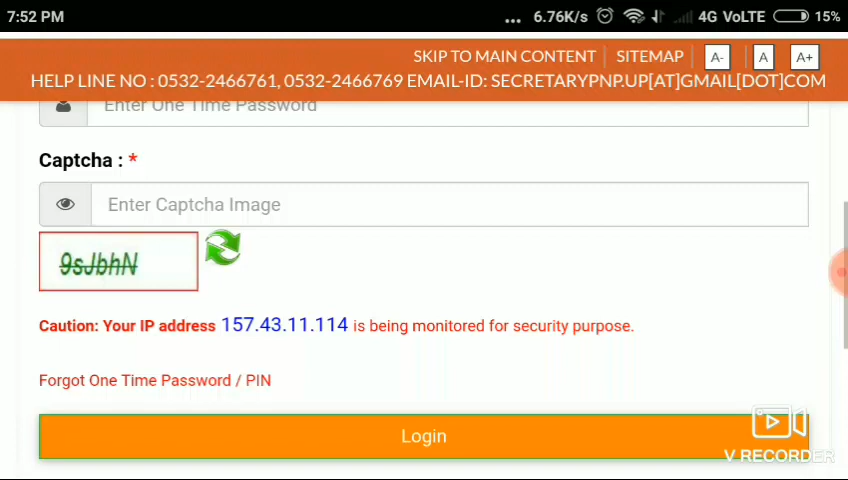 7:52 PM ... 6.76K/s 4G VoLTE 15%
SKIP TO MAIN CONTENT SITEMAP A- A A+
HELP LINE NO : 0532-2466761, 0532-2466769 EMAIL-ID: SECRETARYPNP.UP[AT]GMAIL[DOT]COM
Enter One Time Password
Captcha : *
Enter Captcha Image
9sJbhN
Caution: Your IP address 157.43.11.114 is being monitored for security purpose.
Forgot One Time Password / PIN
Login
V RECORDER